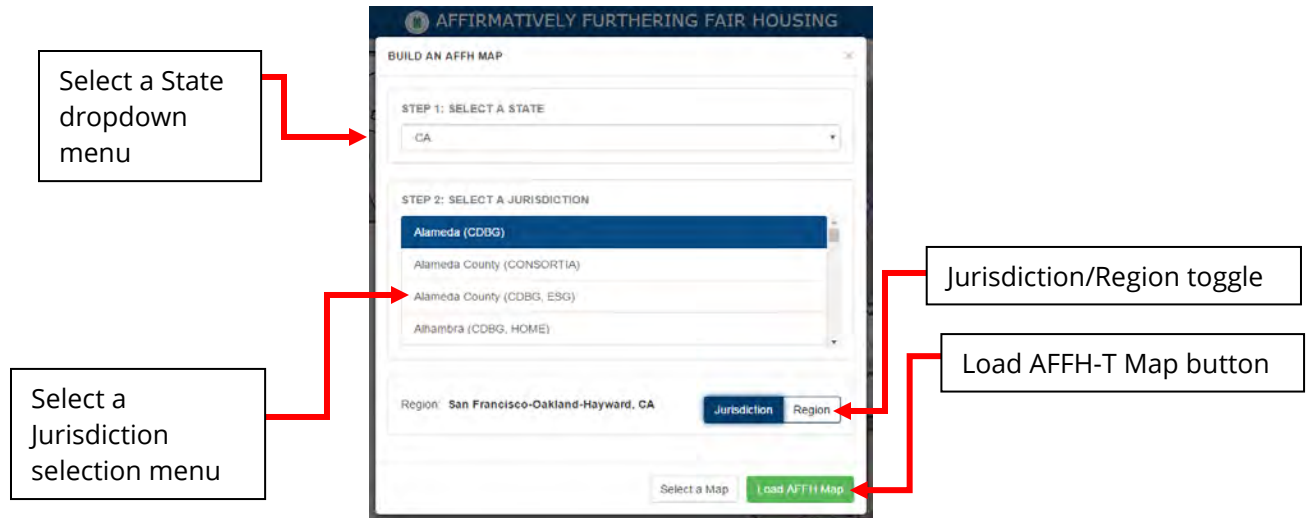 AFFIRMATIVELY FURTHERING FAIR HOUSING
BUILD AN AFFH MAP
×
Select a State
dropdown
menu
STEP 1: SELECT A STATE
CA
STEP 2: SELECT A JURISDICTION
Alameda (CDBG)
Alameda County (CONSORTIA)
Alameda County (CDBG, ESG)
Alhambra (CDBG, HOME)
Jurisdiction/Region toggle
Load AFFH-T Map button
Select a
Jurisdiction
selection menu
Region: San Francisco-Oakland-Hayward, CA
Jurisdiction
Region
Select a Map
Load AFFH Map